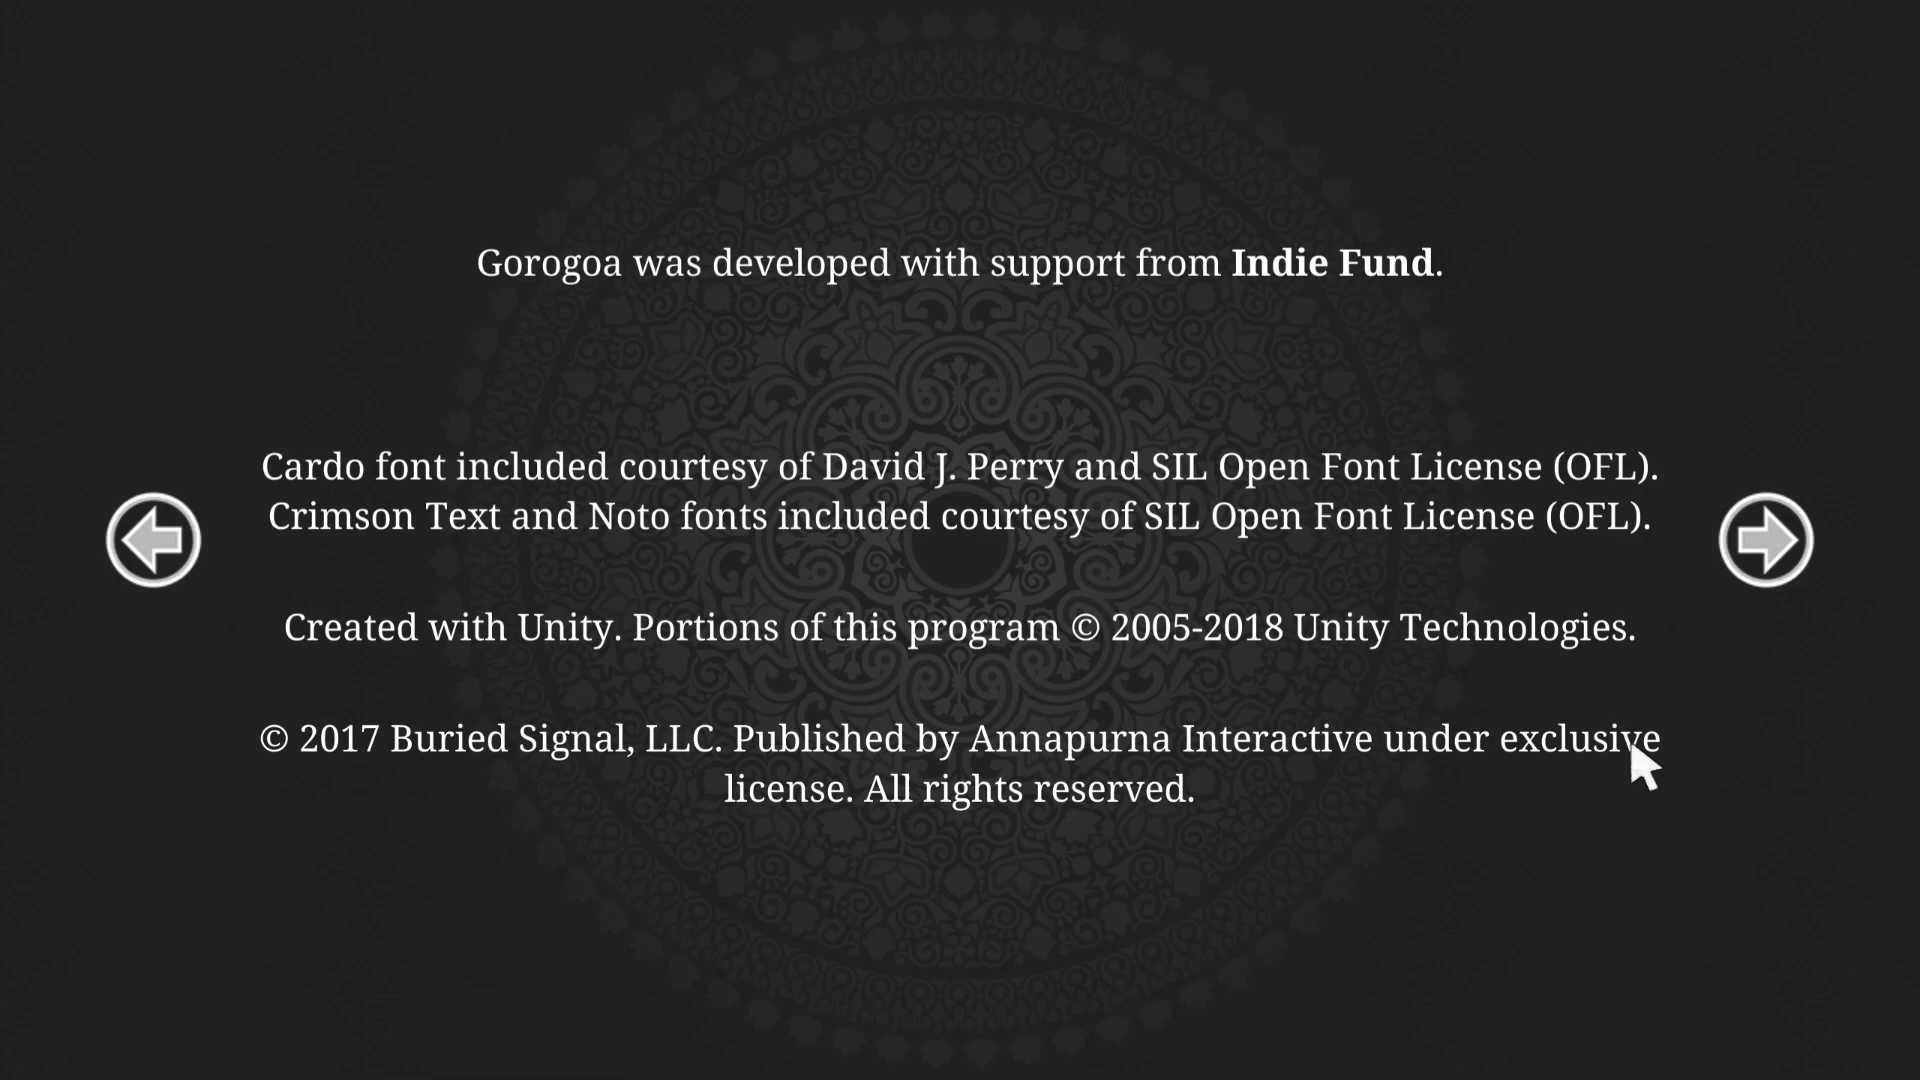 Gorogoa was developed with support from Indie Fund.
Cardo font included courtesy of David J. Perry and SIL Open Font License (OFL).
Crimson Text and Noto fonts included courtesy of SIL Open Font License (OFL).
Created with Unity. Portions of this program © 2005-2018 Unity Technologies.
© 2017 Buried Signal, LLC. Published by Annapurna Interactive under exclusive
license. All rights reserved.